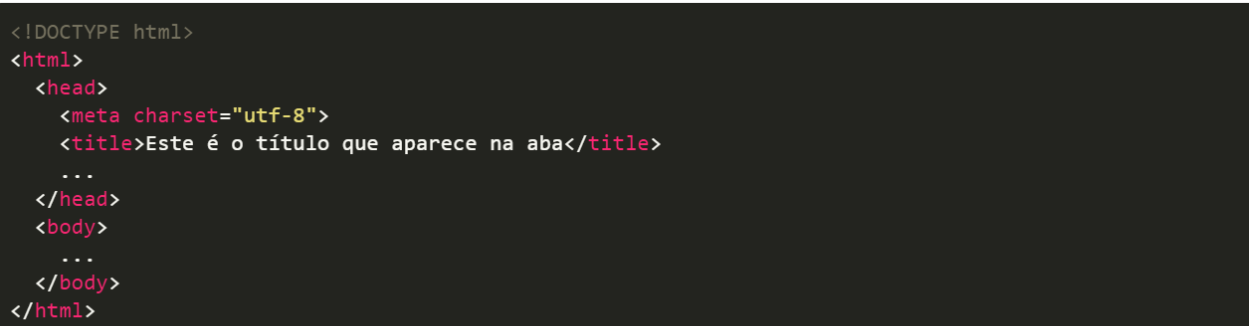 <!DOCTYPE html>
<html>
  <head>
    <meta charset="utf-8">
    <title>Este é o título que aparece na aba</title>
    ...
  </head>
  <body>
    ...
  </body>
</html>